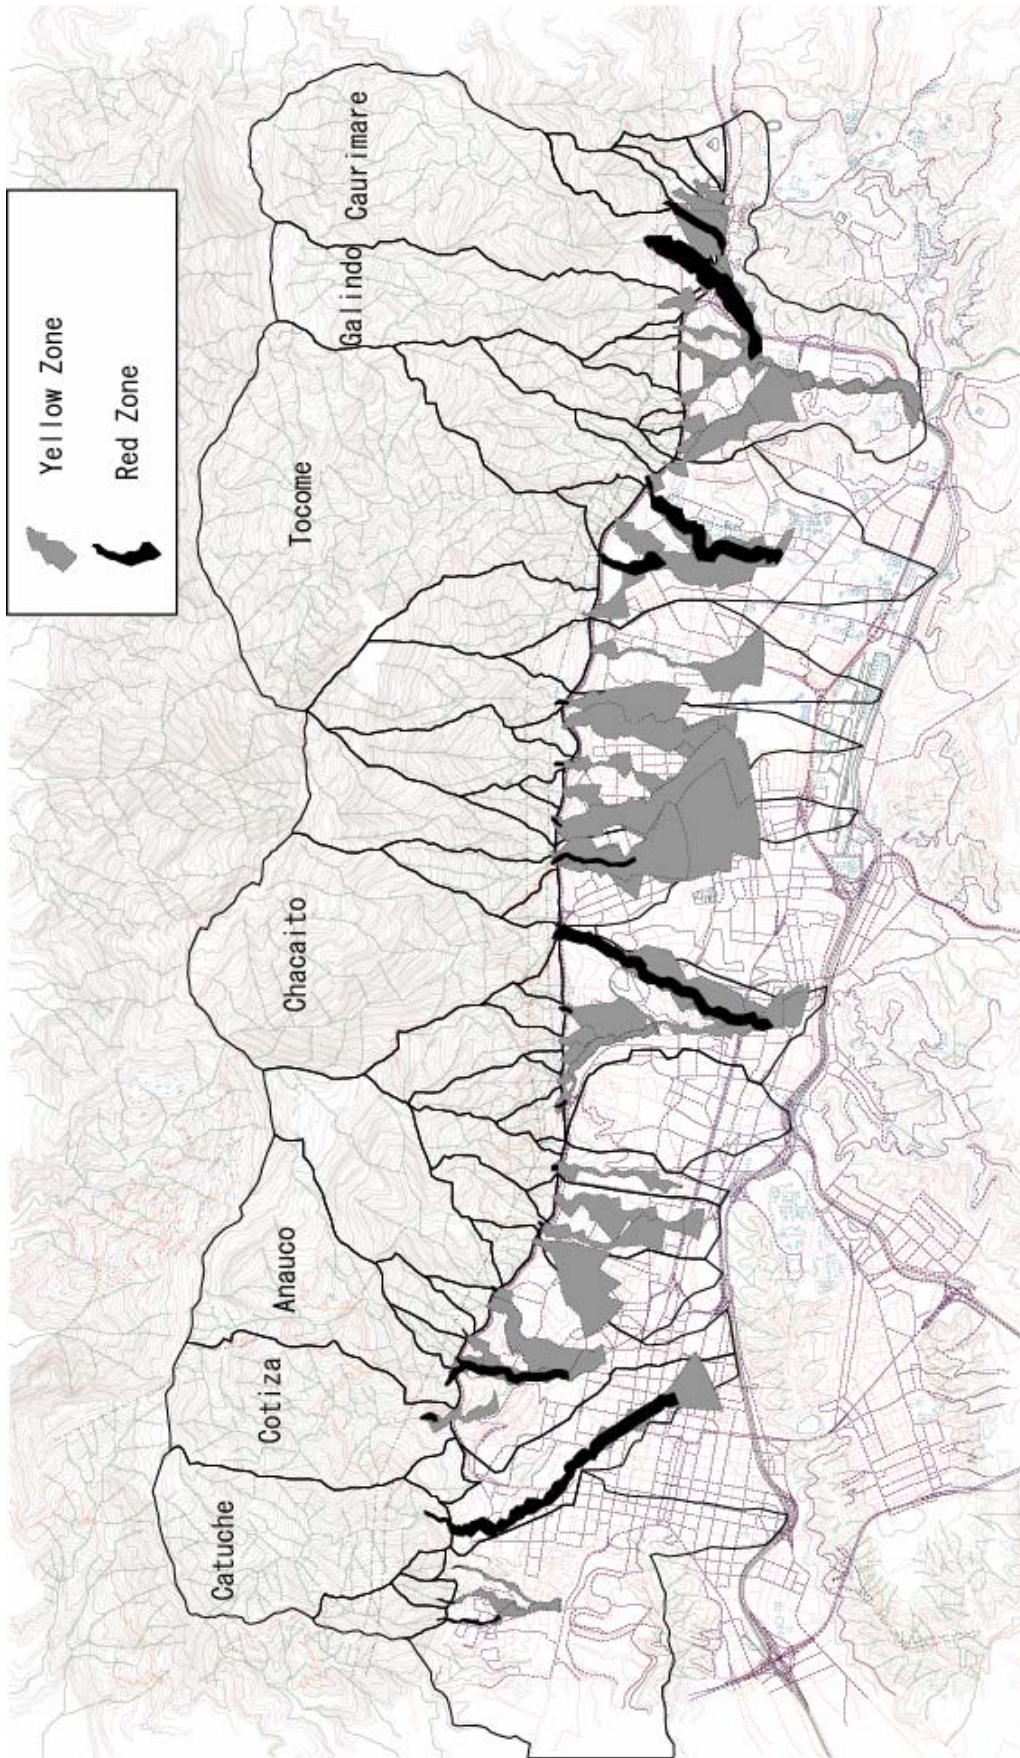 Yellow Zone
Red Zone
Catuche
Cotiza
Anauco
Chacaito
Tocome
Galindo
Caurimare